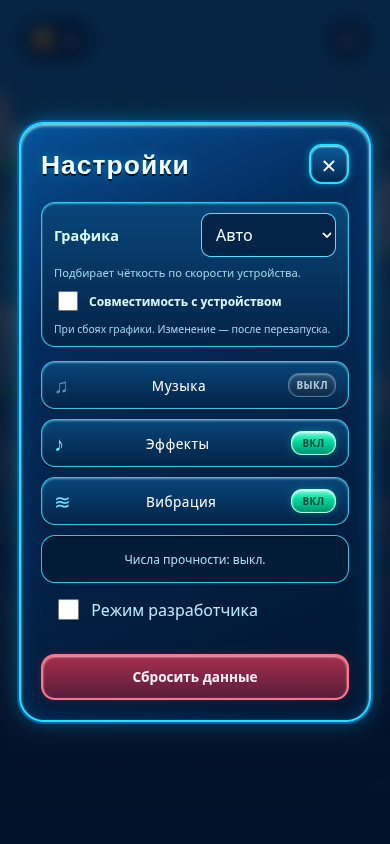 Настройки
✕
Графика
Авто
Подбирает чёткость по скорости устройства.
Совместимость с устройством
При сбоях графики. Изменение — после перезапуска.
♫ Музыка ВЫКЛ
♪ Эффекты ВКЛ
≋ Вибрация ВКЛ
Числа прочности: выкл.
Режим разработчика
Сбросить данные